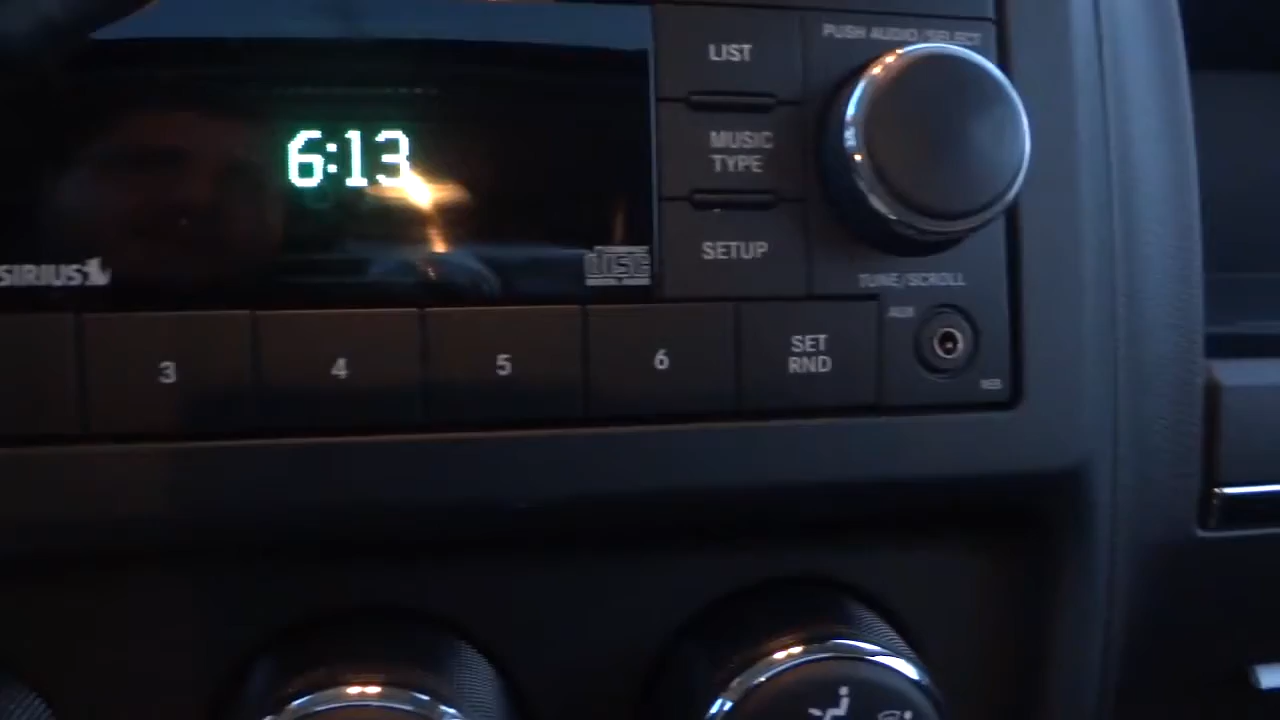 PUSH AUDIO/SELECT
LIST
6:13
MUSIC
TYPE
SETUP
SIRIUS
DISC
TUNE/SCROLL
AUX
3
4
5
6
SET
RND